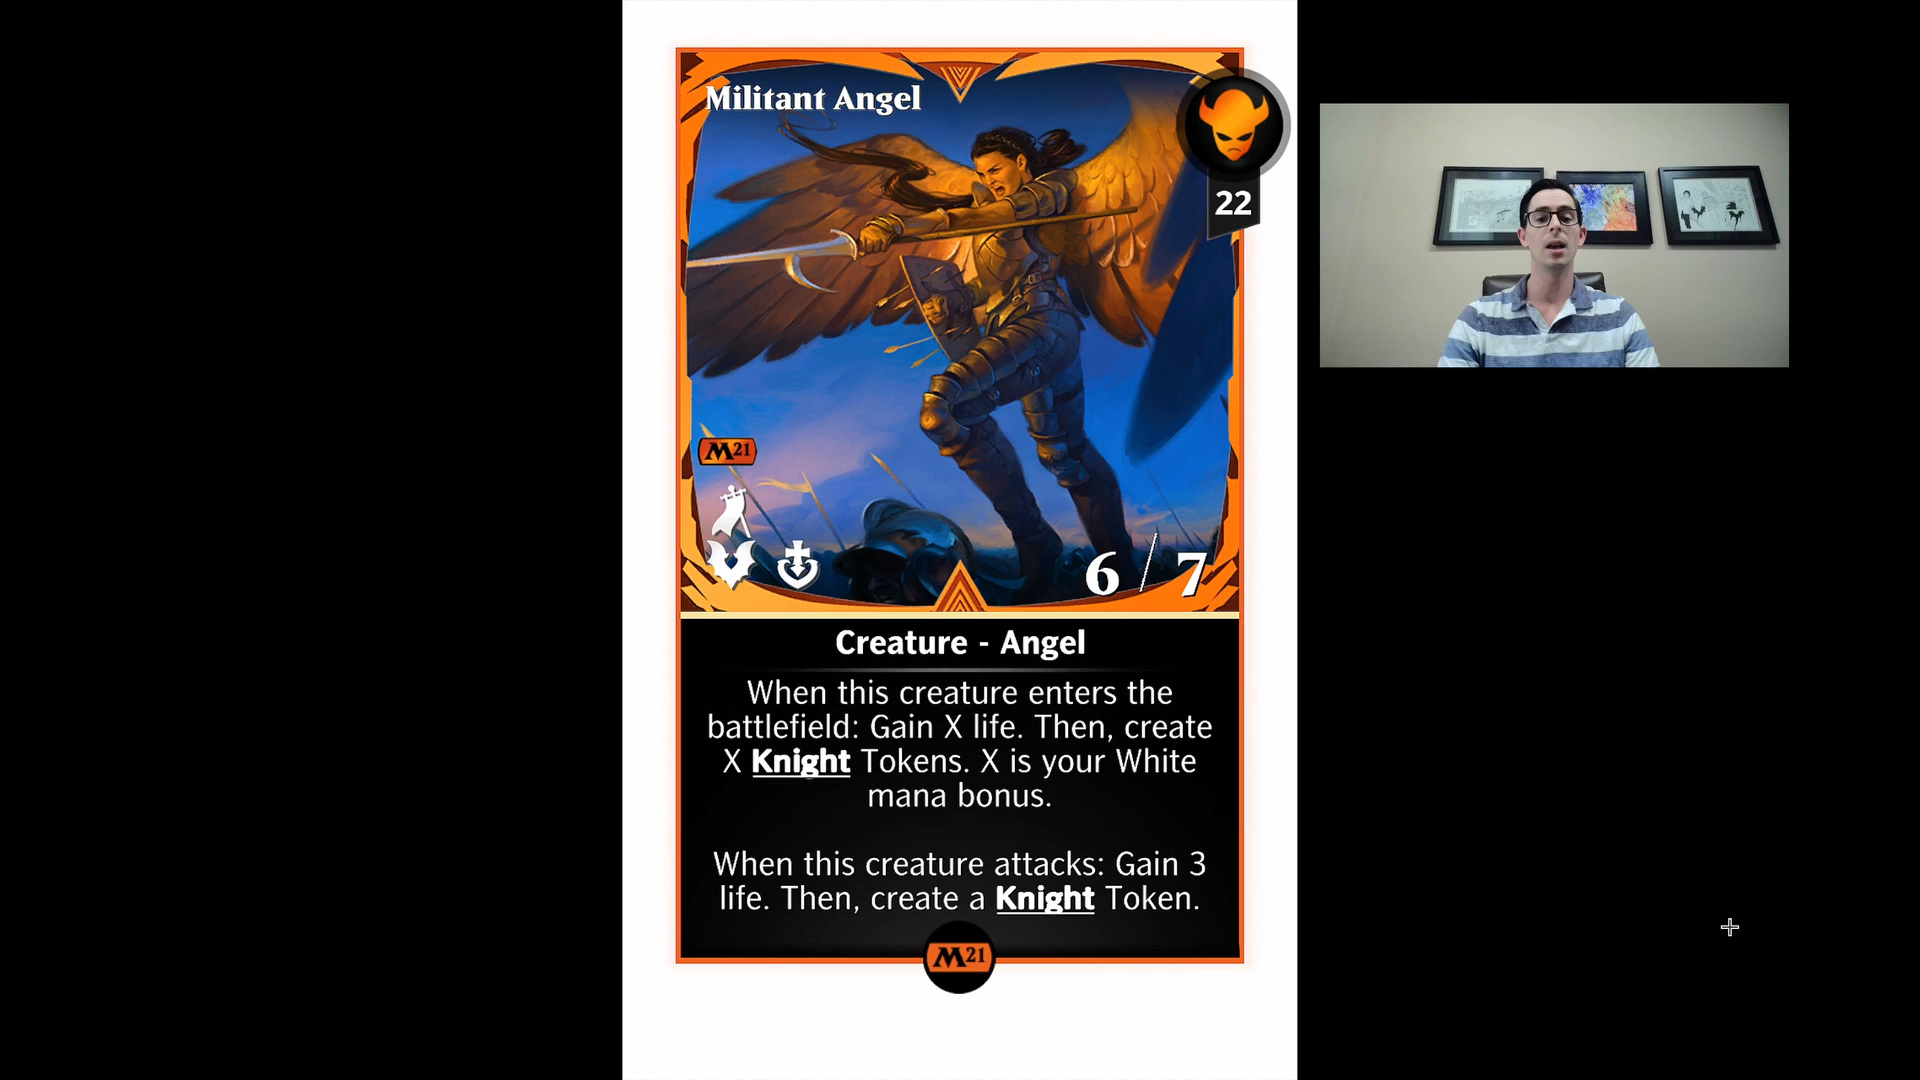 Militant Angel
22
M21
6 / 7
Creature - Angel
When this creature enters the
battlefield: Gain X life. Then, create
X Knight Tokens. X is your White
mana bonus.
When this creature attacks: Gain 3
life. Then, create a Knight Token.
M21